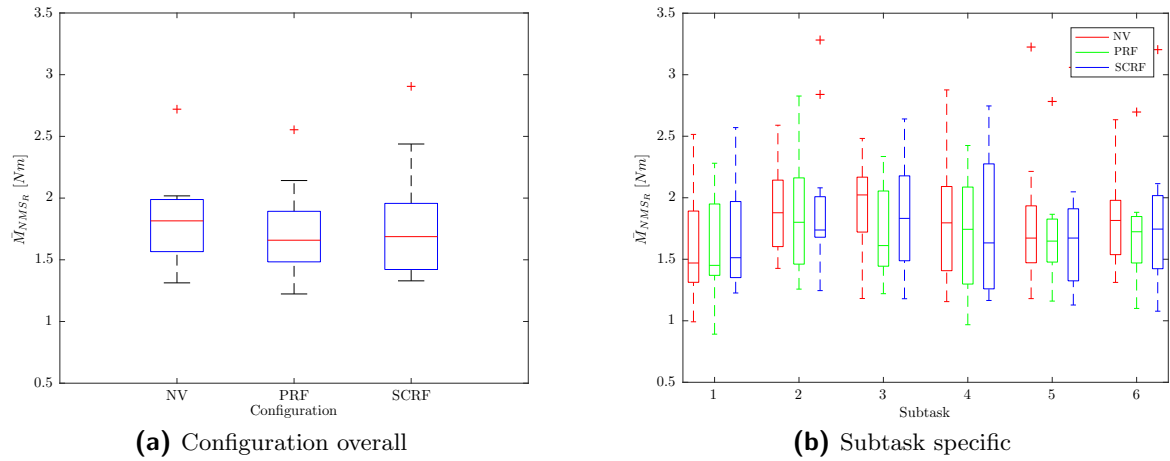 3.5
3
2.5
2
1.5
1
0.5
M̄_NMS_R [Nm]
NV PRF SCRF
Configuration
(a) Configuration overall
3.5
3
2.5
2
1.5
1
0.5
M̄_NMS_R [Nm]
NV
PRF
SCRF
1 2 3 4 5 6
Subtask
(b) Subtask specific